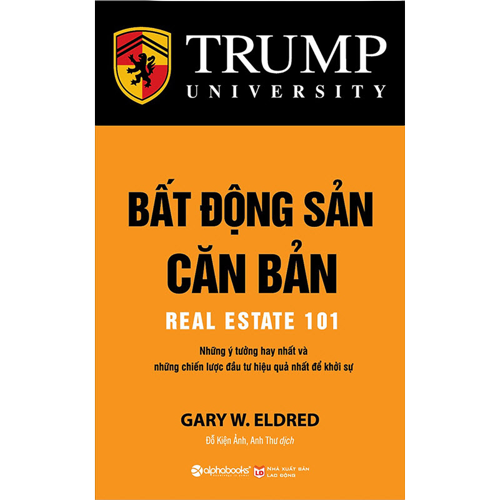 TRUMP
UNIVERSITY
BẤT ĐỘNG SẢN
CĂN BẢN
REAL ESTATE 101
Những ý tưởng hay nhất và
những chiến lược đầu tư hiệu quả nhất để khởi sự
GARY W. ELDRED
Đỗ Kiện Ảnh, Anh Thư dịch
alphabooks
NHÀ XUẤT BẢN
LAO ĐỘNG